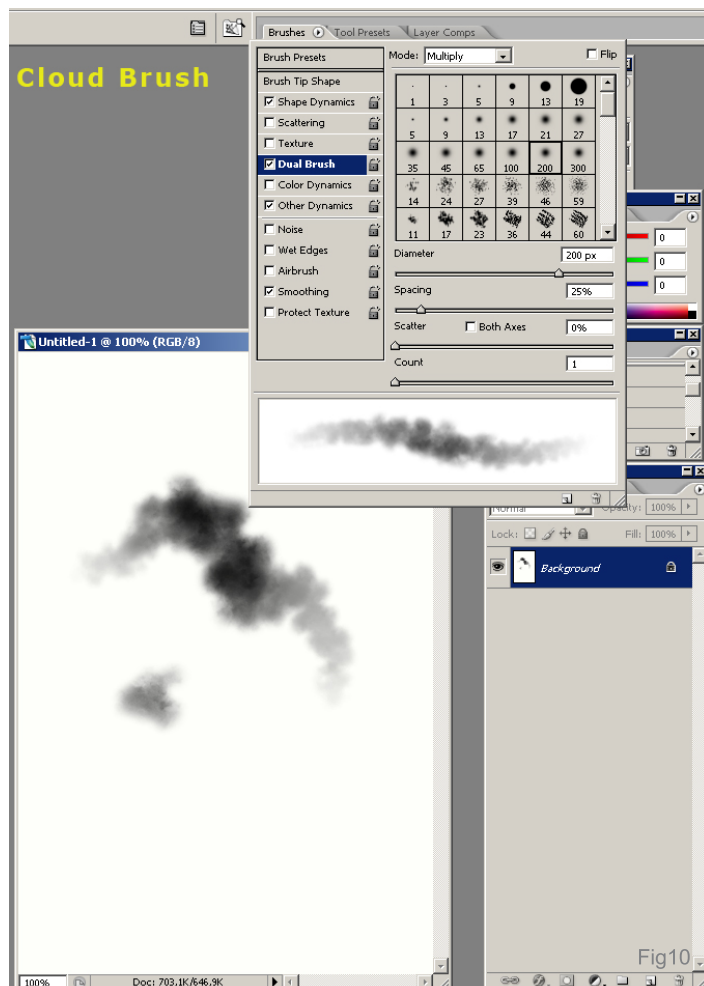 Brushes Tool Presets Layer Comps
Cloud Brush
Brush Presets
Brush Tip Shape
Shape Dynamics
Scattering
Texture
Dual Brush
Color Dynamics
Other Dynamics
Noise
Wet Edges
Airbrush
Smoothing
Protect Texture
Mode: Multiply Flip
1 3 5 9 13 19
5 9 13 17 21 27
35 45 65 100 200 300
14 24 27 39 46 59
11 17 23 36 44 60
Diameter 200 px
Spacing 25%
Scatter Both Axes 0%
Count 1
0
0
0
Untitled-1 @ 100% (RGB/8)
Normal Opacity: 100%
Lock: Fill: 100%
Background
100% Doc: 703.1K/646.9K
Fig10